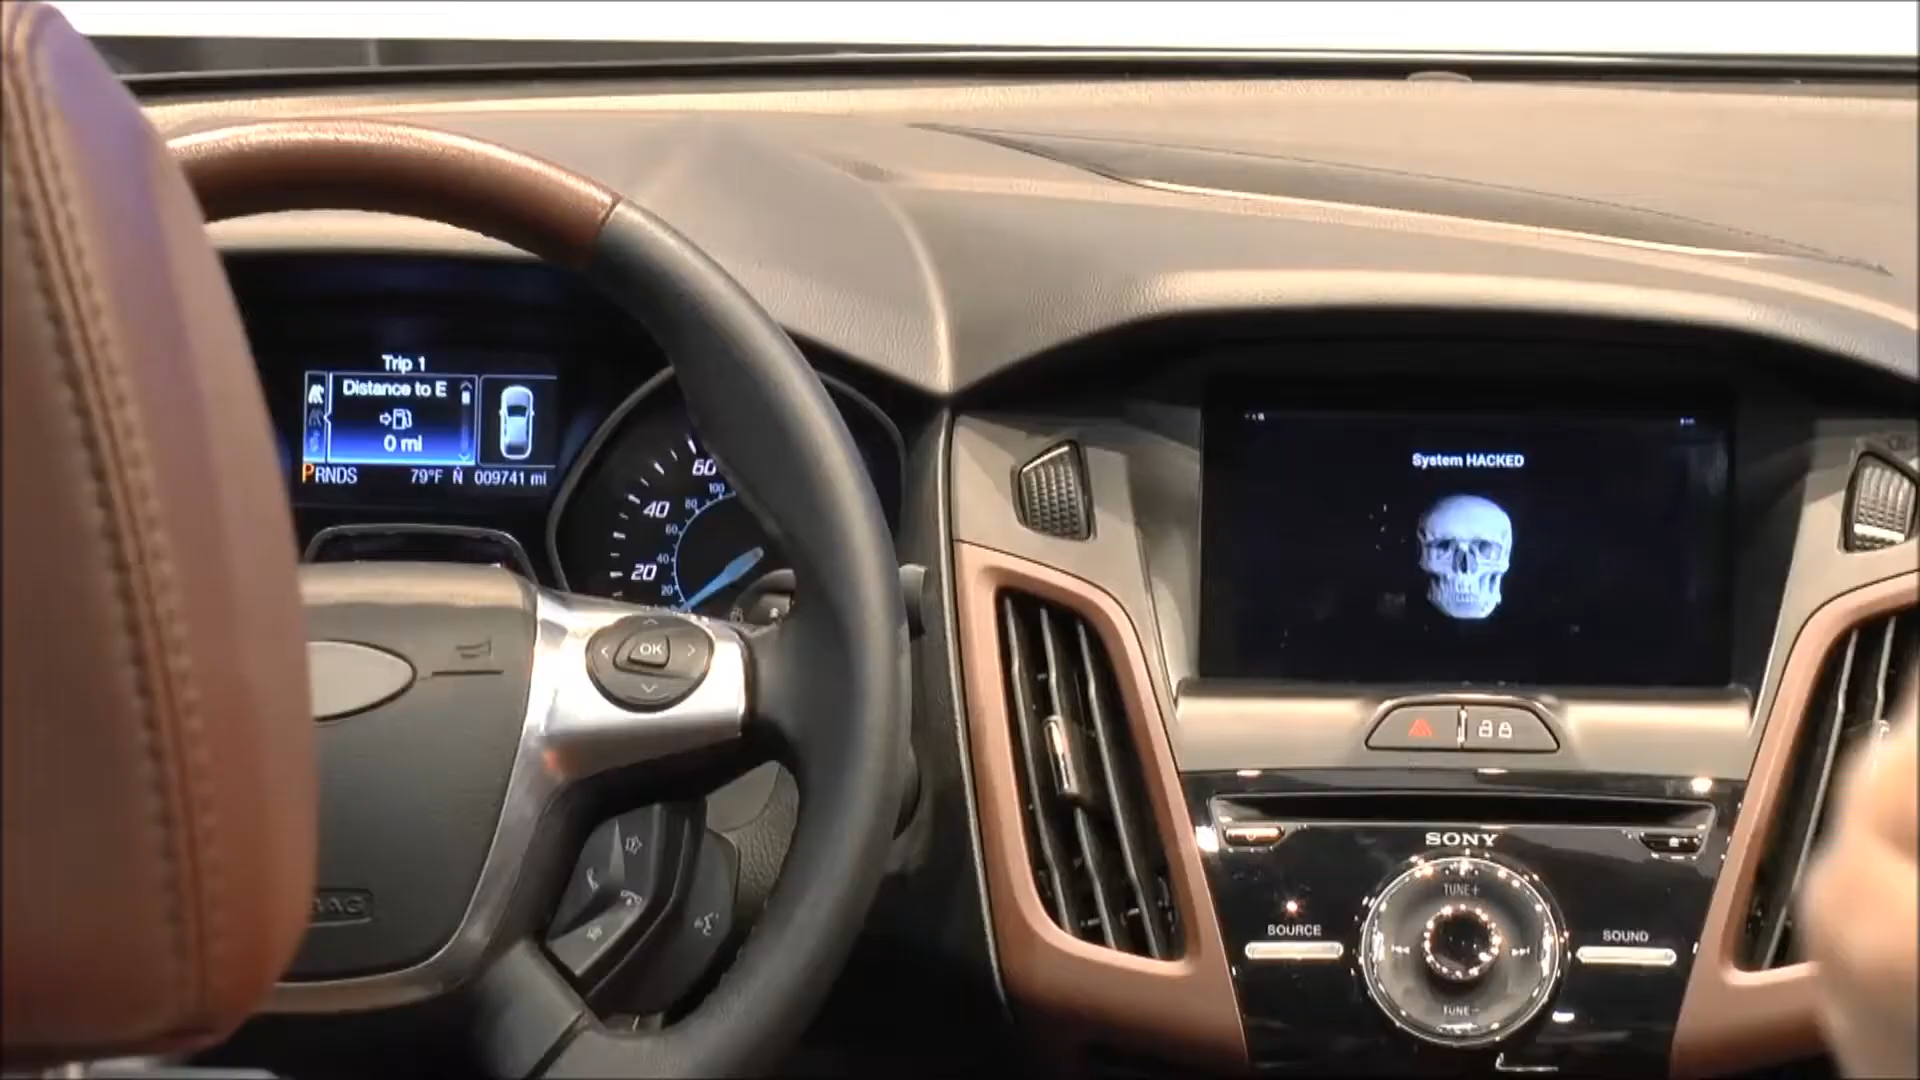 Trip 1
Distance to E
0 mi
PRNDS
79°F N 009741 mi
60
40
20
100
80
60
40
20
OK
System HACKED
SONY
TUNE+
SOURCE
SOUND
TUNE-